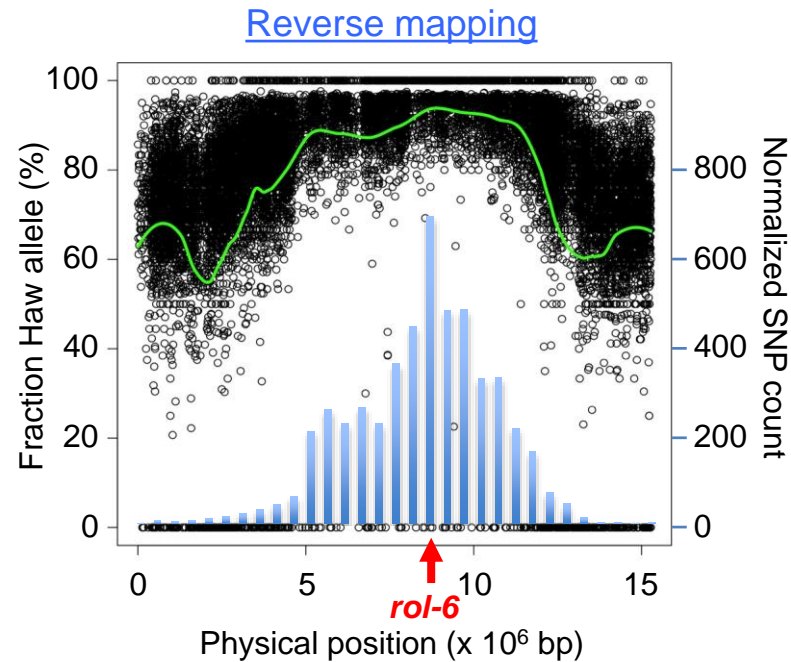 Reverse mapping
Fraction Haw allele (%)
100
80
60
40
20
0
Normalized SNP count
800
600
400
200
0
0 5 10 15
rol-6
Physical position (x 10⁶ bp)